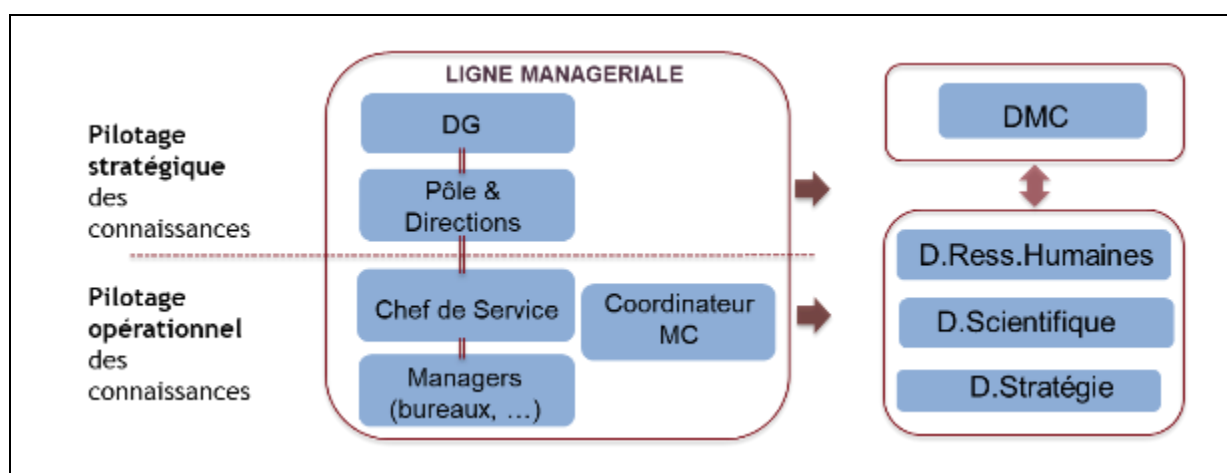 LIGNE MANAGERIALE
Pilotage
stratégique
des
connaissances
DG
Pôle &
Directions
Pilotage
opérationnel
des
connaissances
Chef de Service
Managers
(bureaux, …)
Coordinateur
MC
DMC
D.Ress.Humaines
D.Scientifique
D.Stratégie